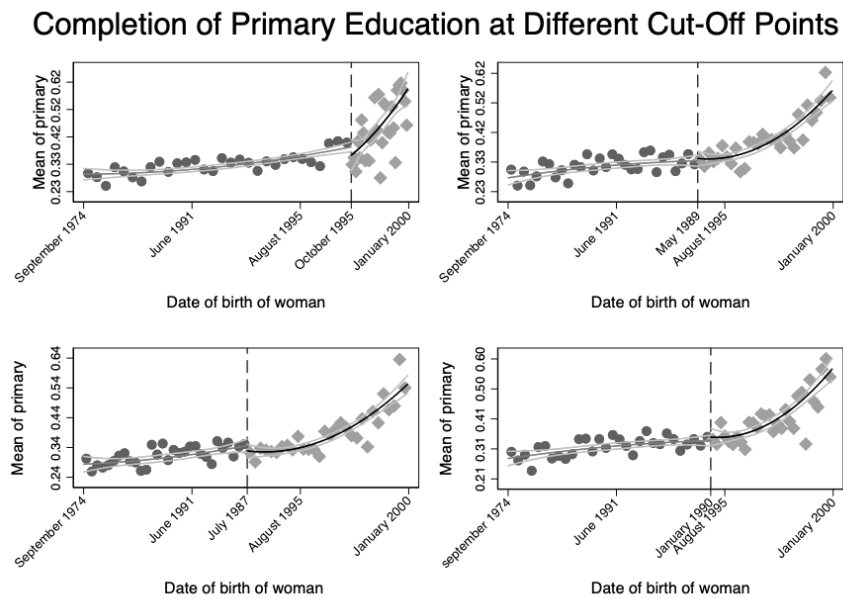 Completion of Primary Education at Different Cut-Off Points
Mean of primary
0.62
0.52
0.42
0.33
0.23
September 1974
June 1991
August 1995
October 1995
January 2000
Date of birth of woman
Mean of primary
0.62
0.52
0.42
0.33
0.23
September 1974
June 1991
May 1989
August 1995
January 2000
Date of birth of woman
Mean of primary
0.64
0.54
0.44
0.34
0.24
September 1974
June 1991
July 1987
August 1995
January 2000
Date of birth of woman
Mean of primary
0.60
0.50
0.41
0.31
0.21
september 1974
June 1991
January 1990
August 1995
January 2000
Date of birth of woman